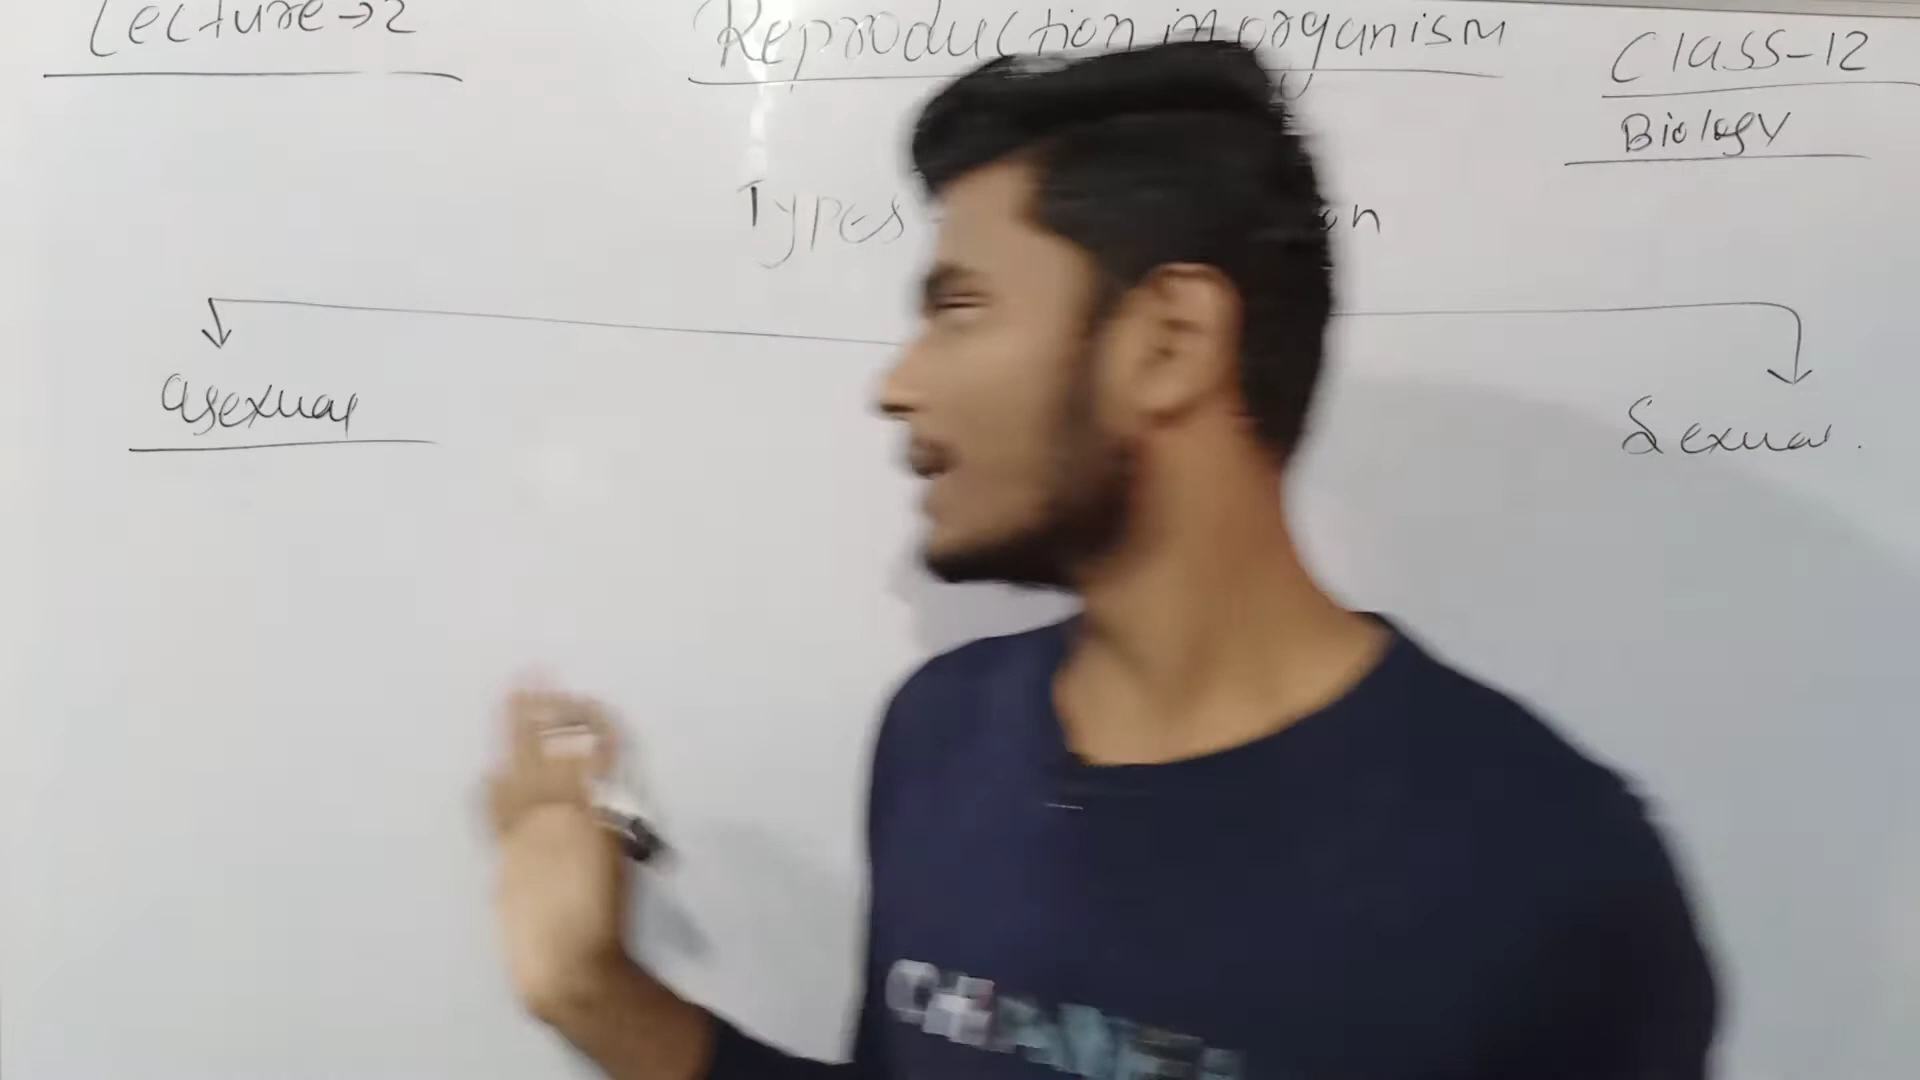 Lecture→2
Reproduction in organism
Class-12
Biology
Types
Asexual
Sexual.